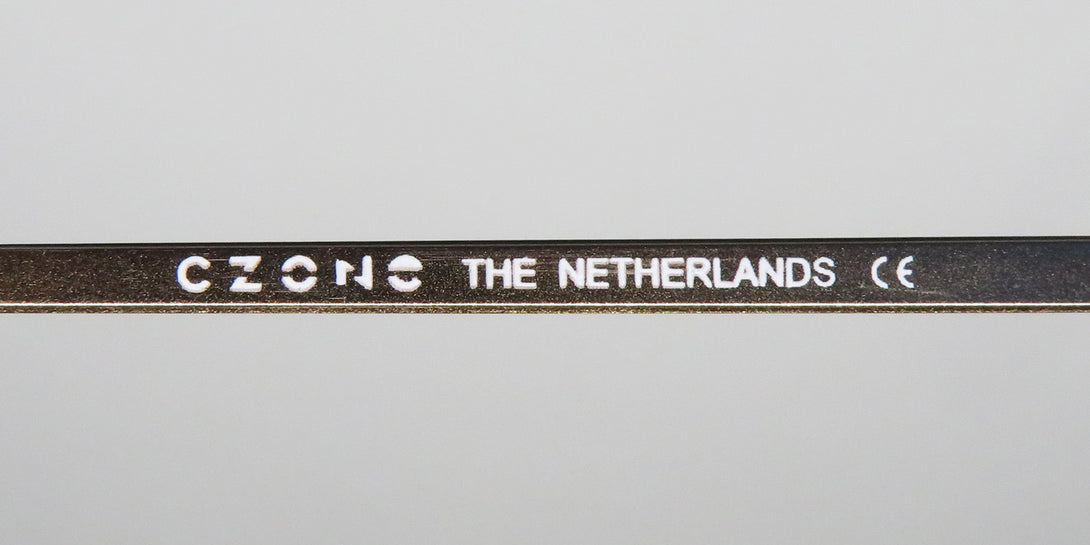 CZONE THE NETHERLANDS CE